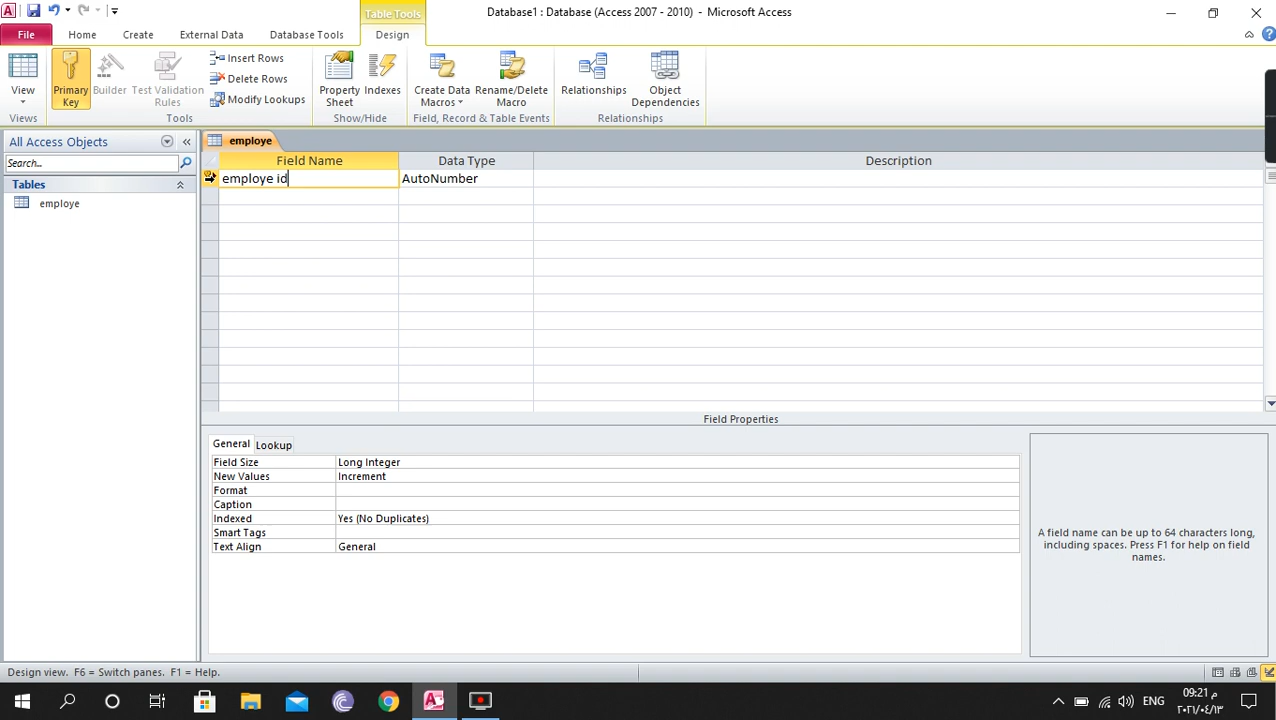 Table Tools
Database1 : Database (Access 2007 - 2010) - Microsoft Access
File
Home
Create
External Data
Database Tools
Design
View
Primary Key
Builder
Test Validation Rules
Insert Rows
Delete Rows
Modify Lookups
Property Sheet
Indexes
Create Data Macros
Rename/Delete Macro
Relationships
Object Dependencies
Views
Tools
Show/Hide
Field, Record & Table Events
Relationships
All Access Objects
Search...
Tables
employe
employe
Field Name
Data Type
Description
employe id
AutoNumber
Field Properties
General
Lookup
Field Size
Long Integer
New Values
Increment
Format
Caption
Indexed
Yes (No Duplicates)
Smart Tags
Text Align
General
A field name can be up to 64 characters long,
including spaces. Press F1 for help on field
names.
Design view. F6 = Switch panes. F1 = Help.
ENG
09:21 م
٢٠٢١/٠٤/١٣